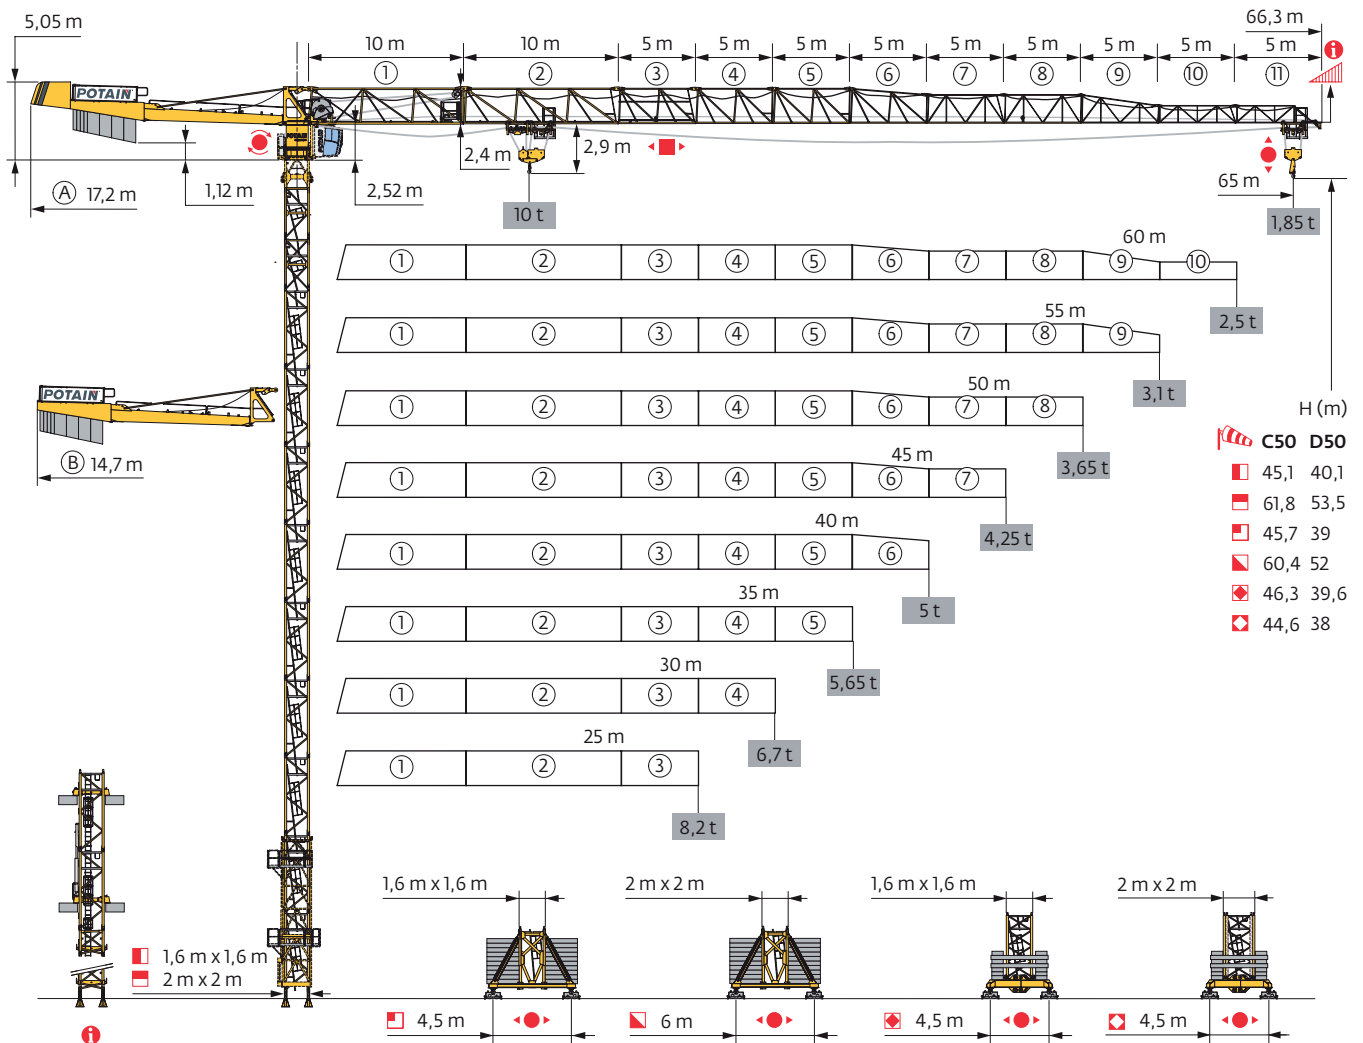 5,05 m
66,3 m
10 m 10 m 5 m 5 m 5 m 5 m 5 m 5 m 5 m 5 m 5 m
1 2 3 4 5 6 7 8 9 10 11
i
POTAIN
POTAIN
2,4 m
2,9 m
A 17,2 m
1,12 m
2,52 m
65 m
10 t
1,85 t
60 m
1 2 3 4 5 6 7 8 9 10
2,5 t
55 m
1 2 3 4 5 6 7 8 9
3,1 t
POTAIN
50 m
1 2 3 4 5 6 7 8
3,65 t
B 14,7 m
45 m
1 2 3 4 5 6 7
4,25 t
40 m
1 2 3 4 5 6
5 t
35 m
1 2 3 4 5
5,65 t
30 m
1 2 3 4
6,7 t
25 m
1 2 3
8,2 t
H (m)
C50 D50
45,1 40,1
61,8 53,5
45,7 39
60,4 52
46,3 39,6
44,6 38
1,6 m x 1,6 m
2 m x 2 m
i
1,6 m x 1,6 m
4,5 m
2 m x 2 m
6 m
1,6 m x 1,6 m
4,5 m
2 m x 2 m
4,5 m